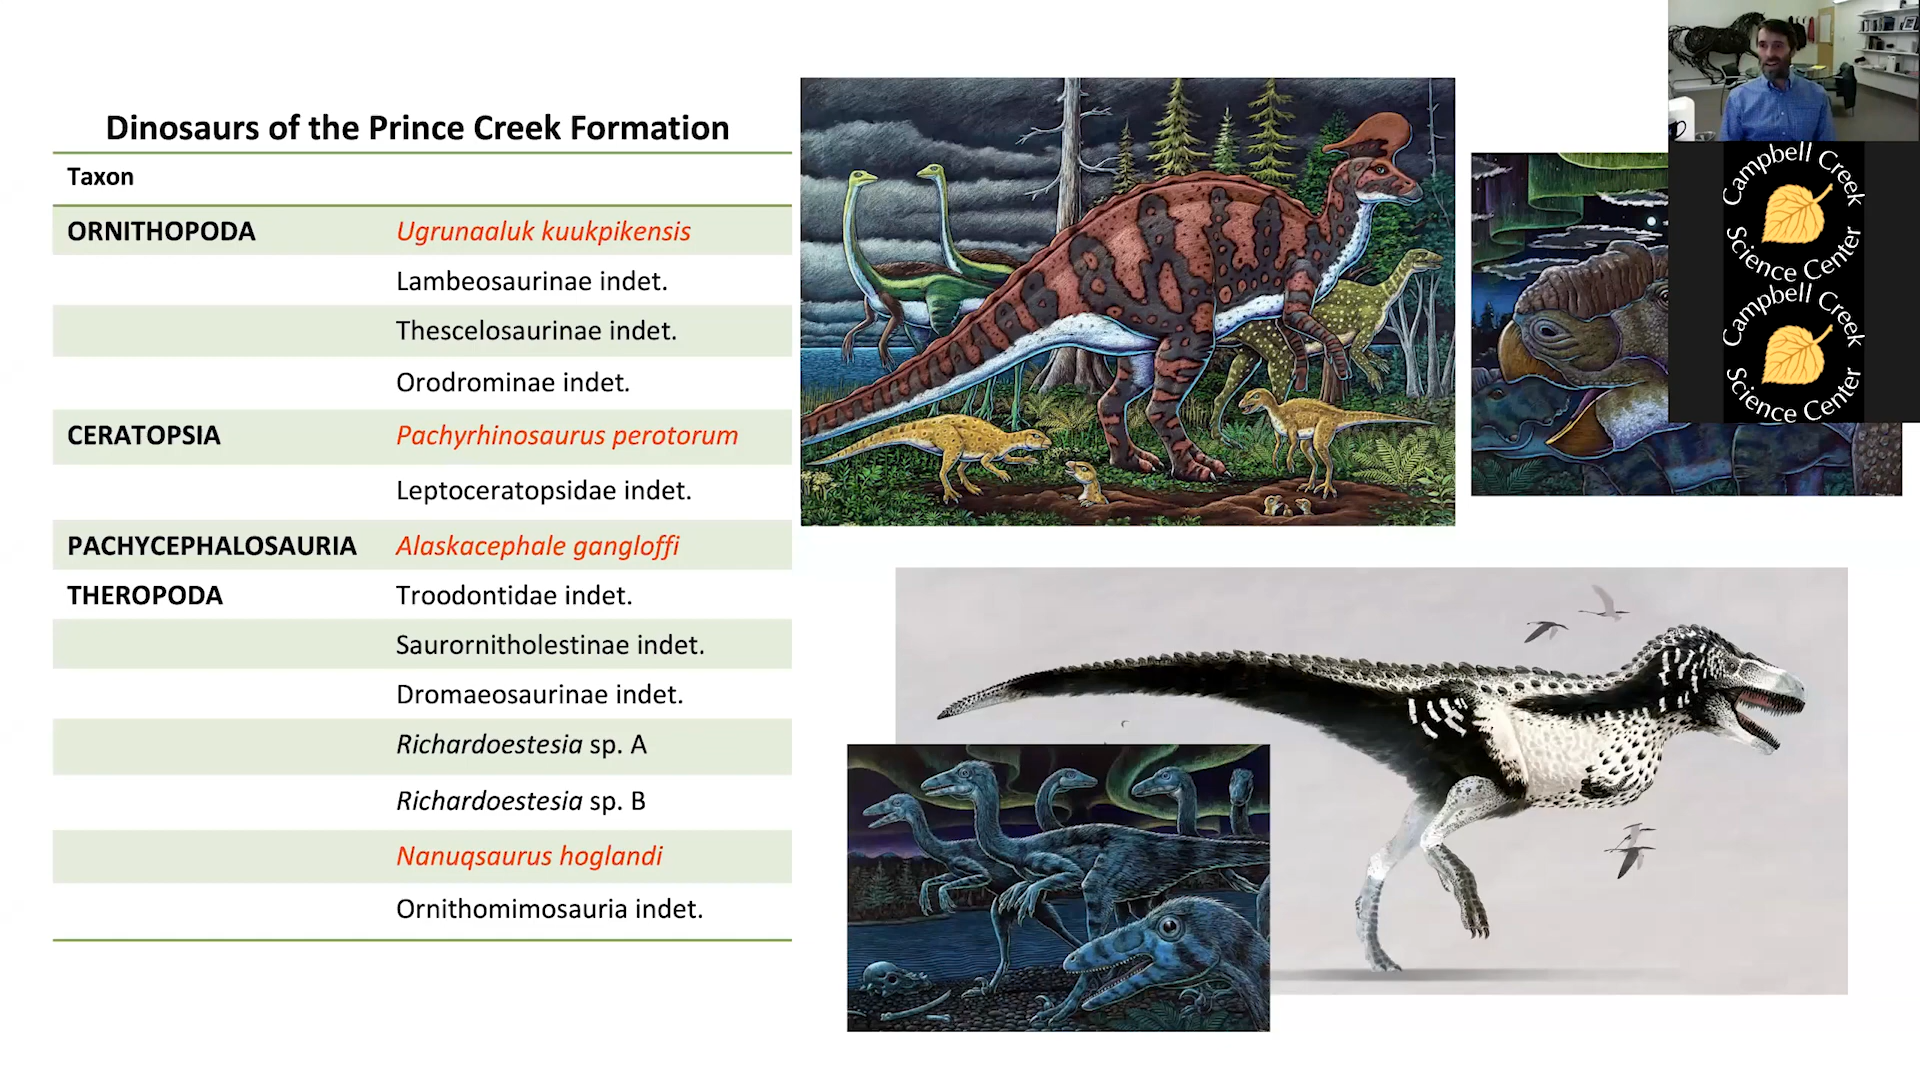 Dinosaurs of the Prince Creek Formation
Taxon
ORNITHOPODA Ugrunaaluk kuukpikensis
Lambeosaurinae indet.
Thescelosaurinae indet.
Orodrominae indet.
CERATOPSIA Pachyrhinosaurus perotorum
Leptoceratopsidae indet.
PACHYCEPHALOSAURIA Alaskacephale gangloffi
THEROPODA Troodontidae indet.
Saurornitholestinae indet.
Dromaeosaurinae indet.
Richardoestesia sp. A
Richardoestesia sp. B
Nanuqsaurus hoglandi
Ornithomimosauria indet.
Campbell Creek
Science Center
Campbell Creek
Science Center